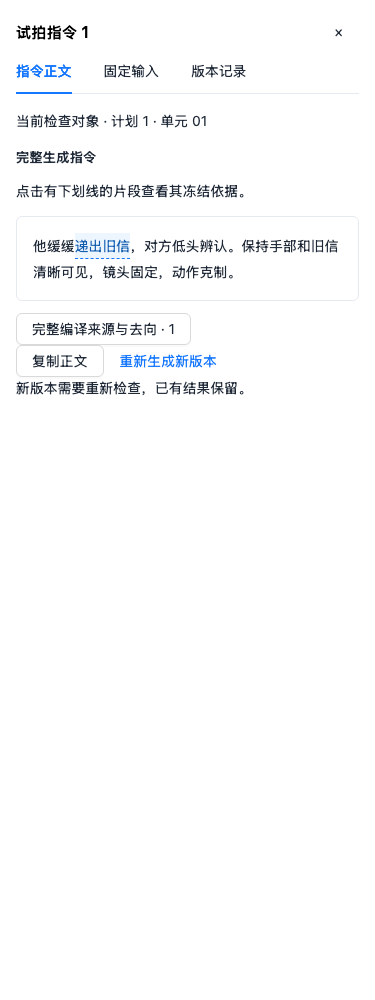 试拍指令 1 ×
指令正文 固定输入 版本记录
当前检查对象 · 计划 1 · 单元 01
完整生成指令
点击有下划线的片段查看其冻结依据。
他缓缓递出旧信，对方低头辨认。保持手部和旧信
清晰可见，镜头固定，动作克制。
完整编译来源与去向 · 1
复制正文 重新生成新版本
新版本需要重新检查，已有结果保留。